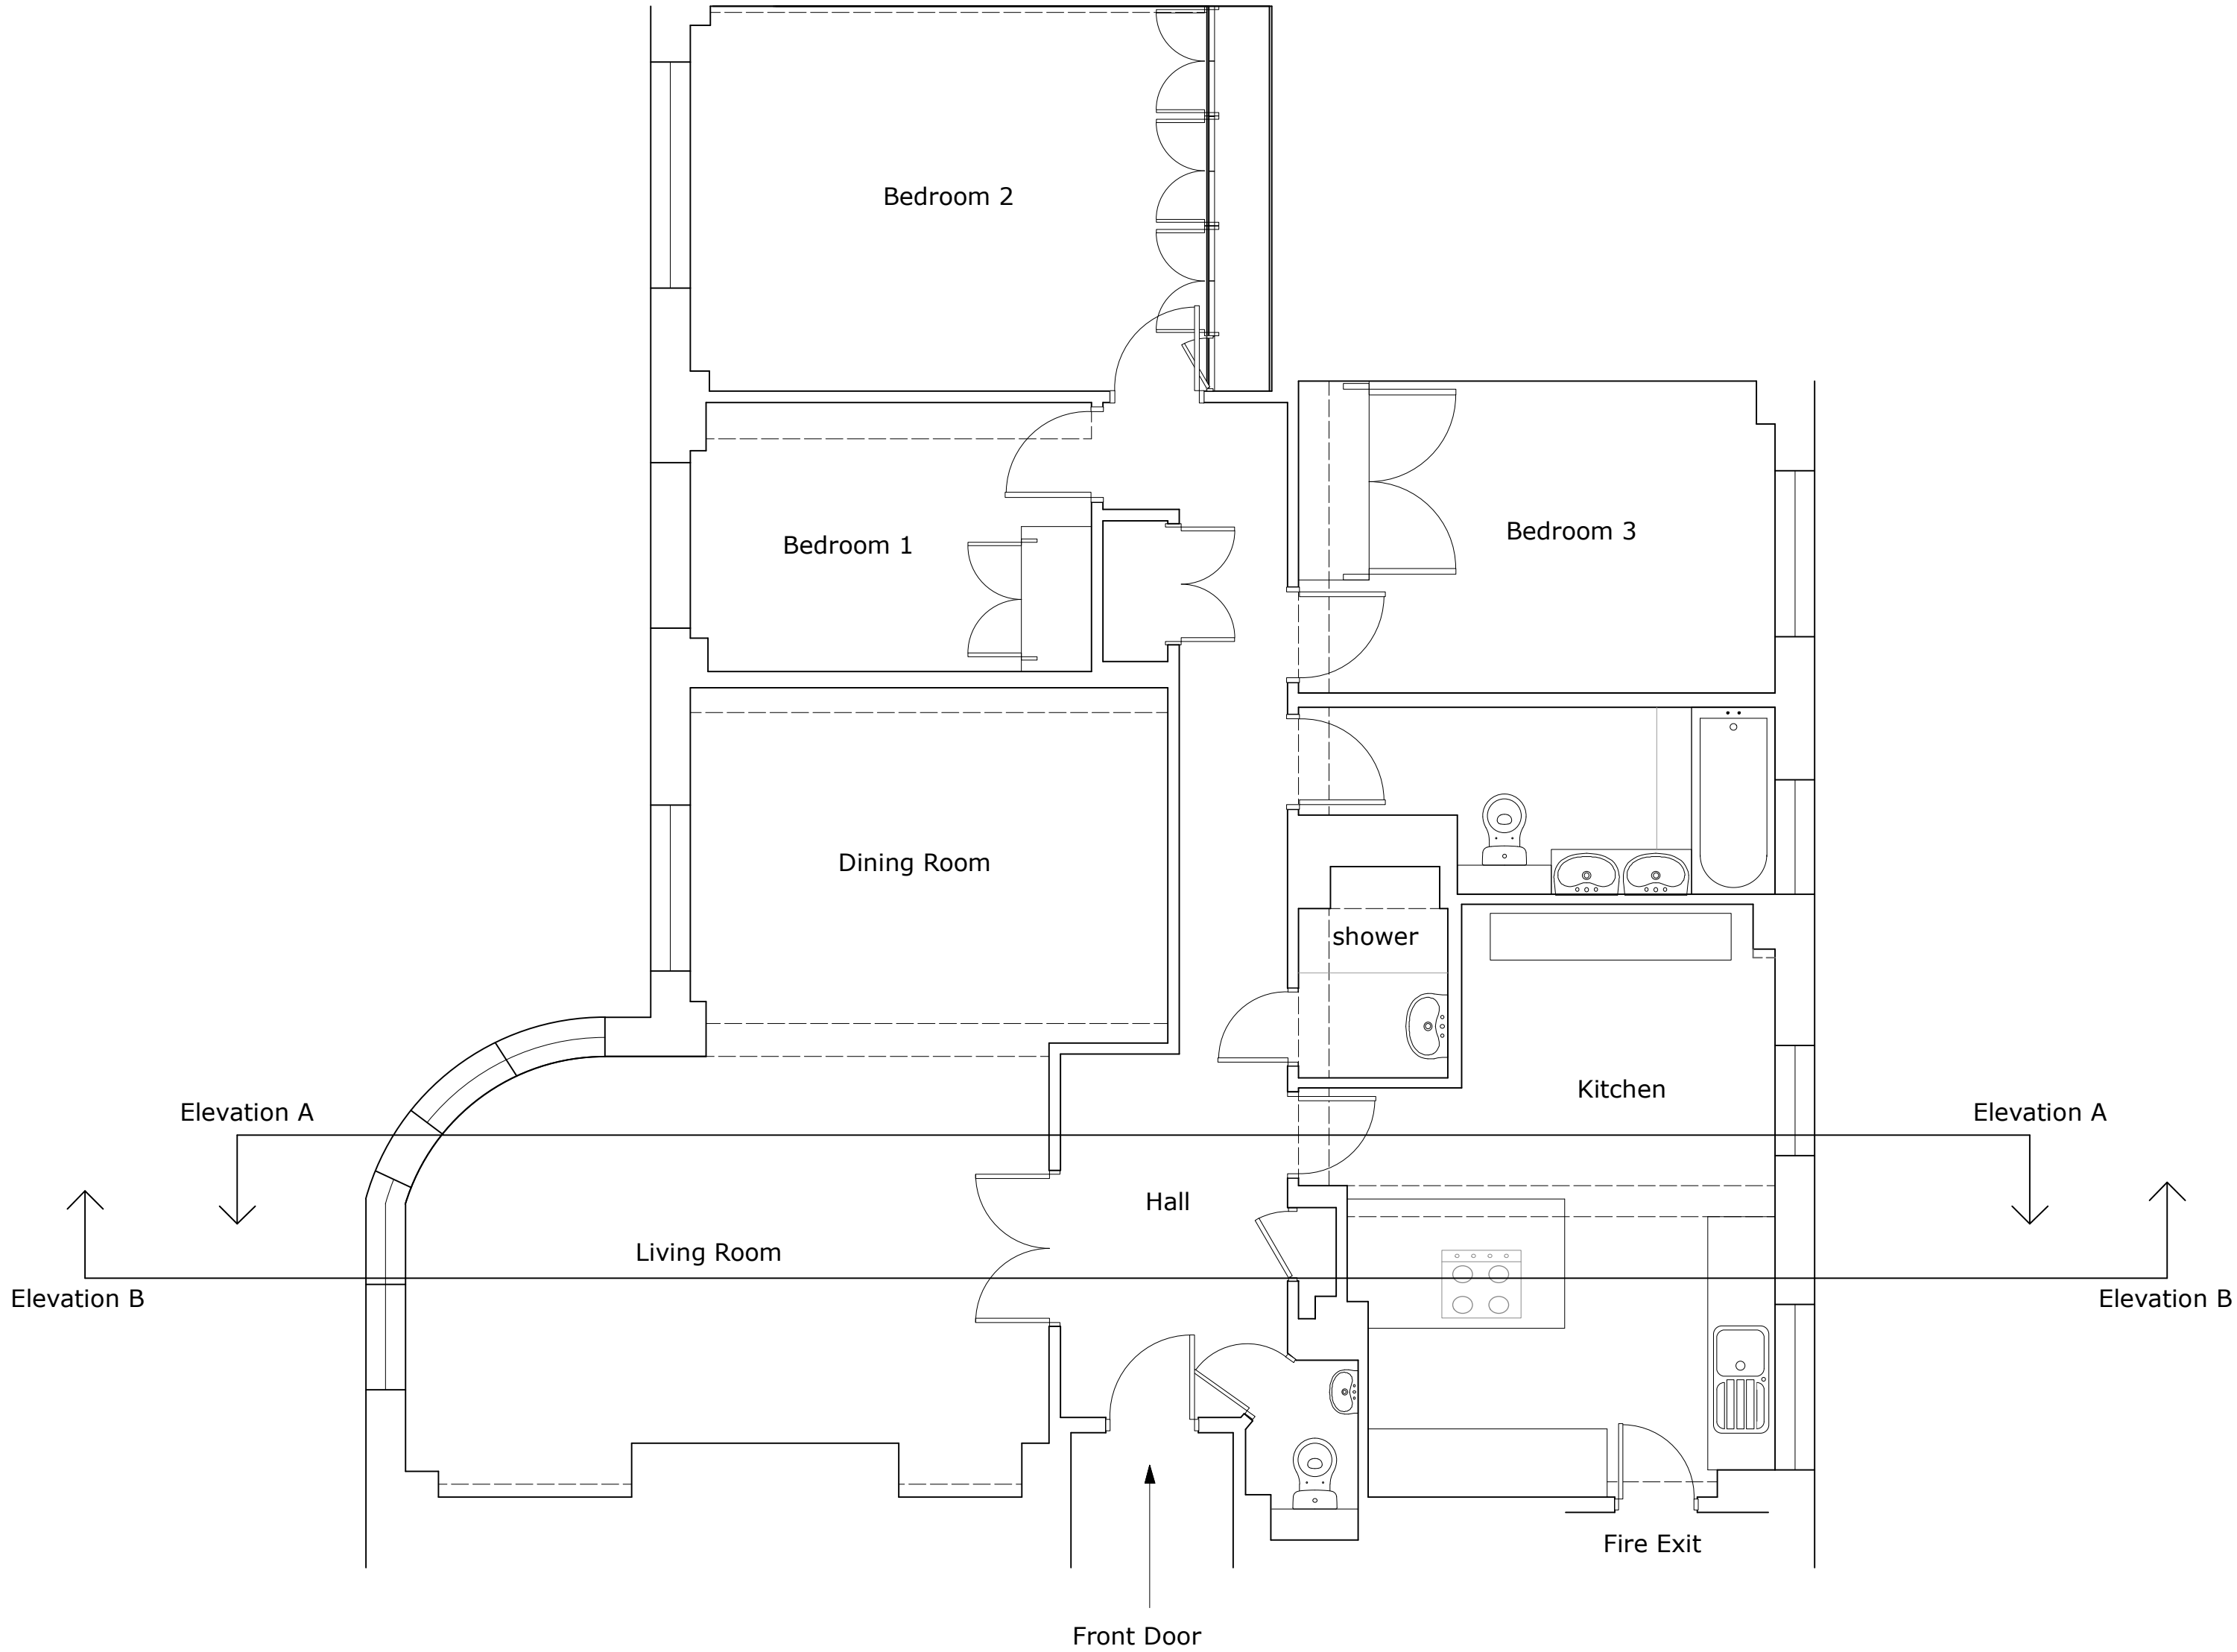 Bedroom 2
Bedroom 3
Bedroom 1
Dining Room
shower
Kitchen
Elevation A
Elevation A
Hall
Living Room
Elevation B
Elevation B
Fire Exit
Front Door